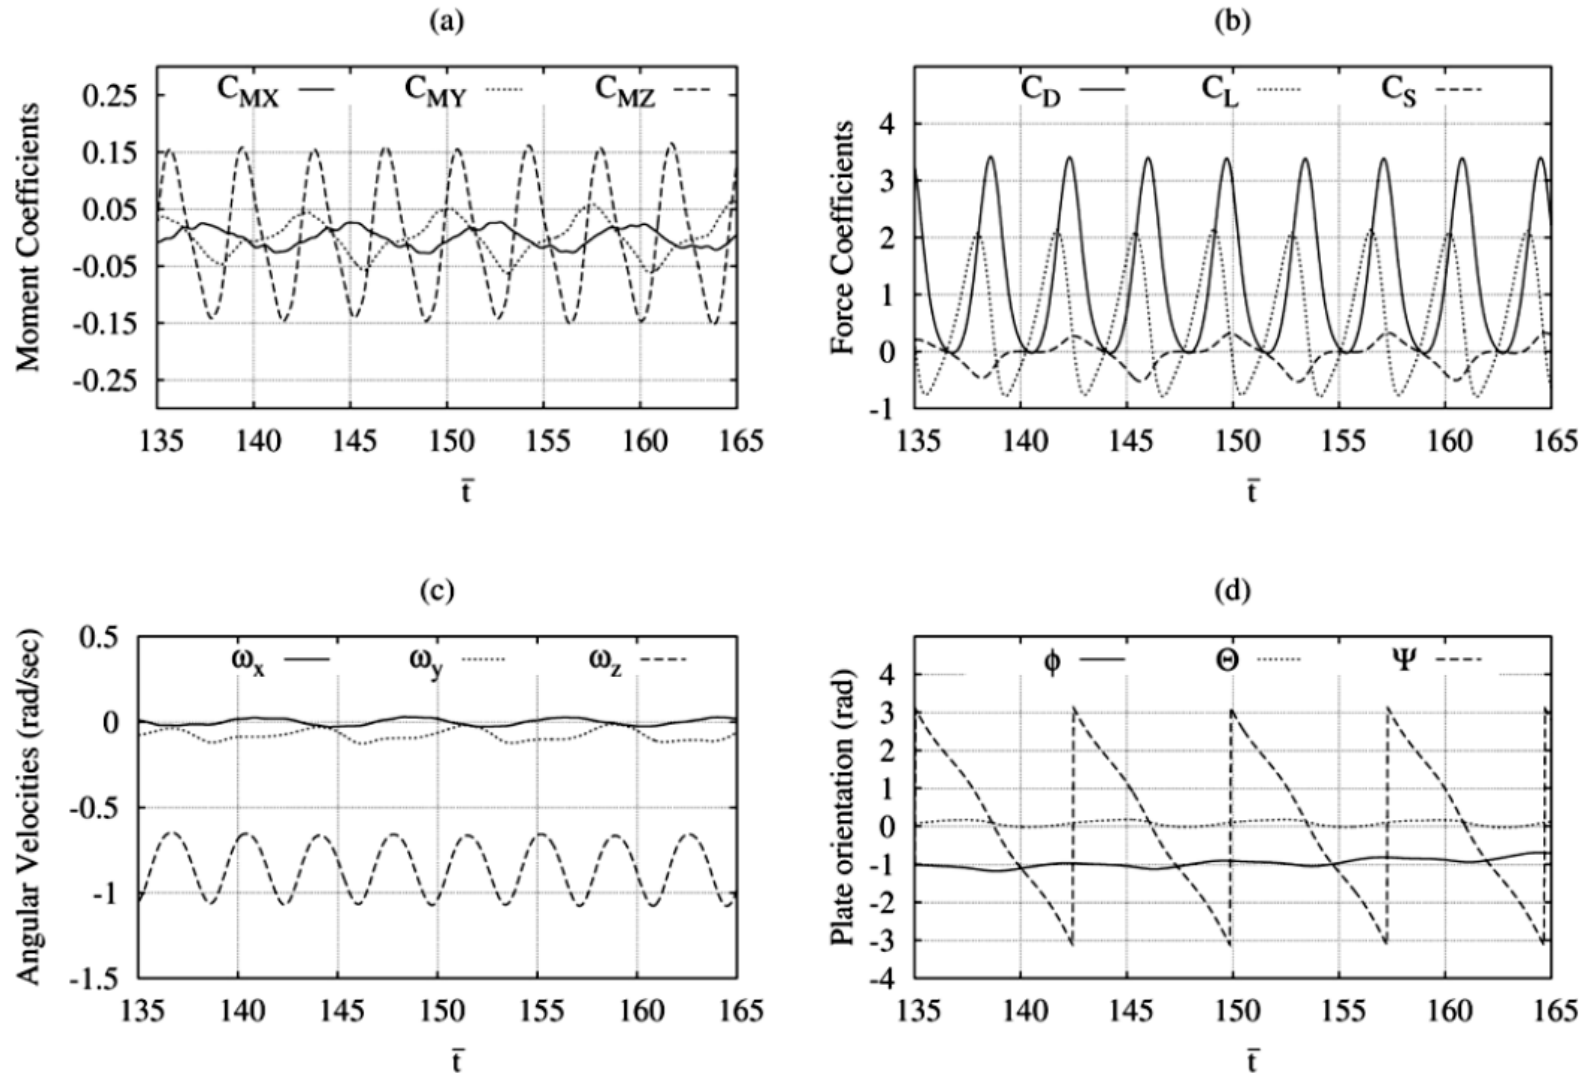 (a)
C_MX C_MY C_MZ
Moment Coefficients
0.25
0.15
0.05
-0.05
-0.15
-0.25
135 140 145 150 155 160 165
t̄
(b)
C_D C_L C_S
Force Coefficients
4
3
2
1
0
-1
135 140 145 150 155 160 165
t̄
(c)
ω_x ω_y ω_z
Angular Velocities (rad/sec)
0.5
0
-0.5
-1
-1.5
135 140 145 150 155 160 165
t̄
(d)
ϕ Θ Ψ
Plate orientation (rad)
4
3
2
1
0
-1
-2
-3
-4
135 140 145 150 155 160 165
t̄